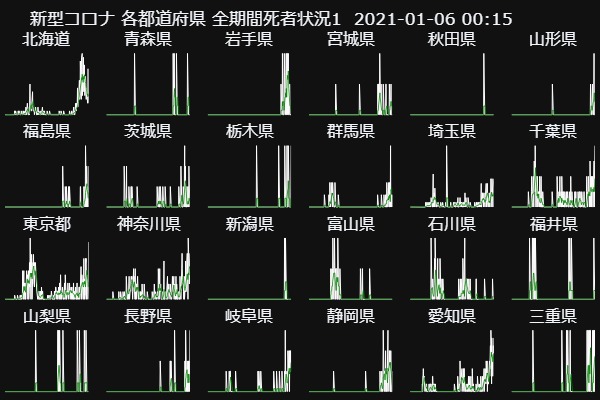 新型コロナ 各都道府県 全期間死者状況1 2021-01-06 00:15
北海道 青森県 岩手県 宮城県 秋田県 山形県
福島県 茨城県 栃木県 群馬県 埼玉県 千葉県
東京都 神奈川県 新潟県 富山県 石川県 福井県
山梨県 長野県 岐阜県 静岡県 愛知県 三重県